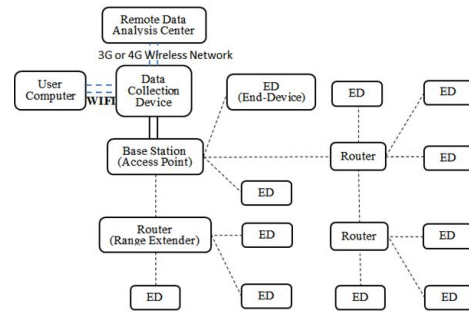 Remote Data
Analysis Center
3G or 4G Wireless Network
User
Computer
WIFI
Data
Collection
Device
ED
(End-Device)
ED
ED
Base Station
(Access Point)
Router
ED
ED
Router
(Range Extender)
ED
Router
ED
ED
ED
ED
ED
ED